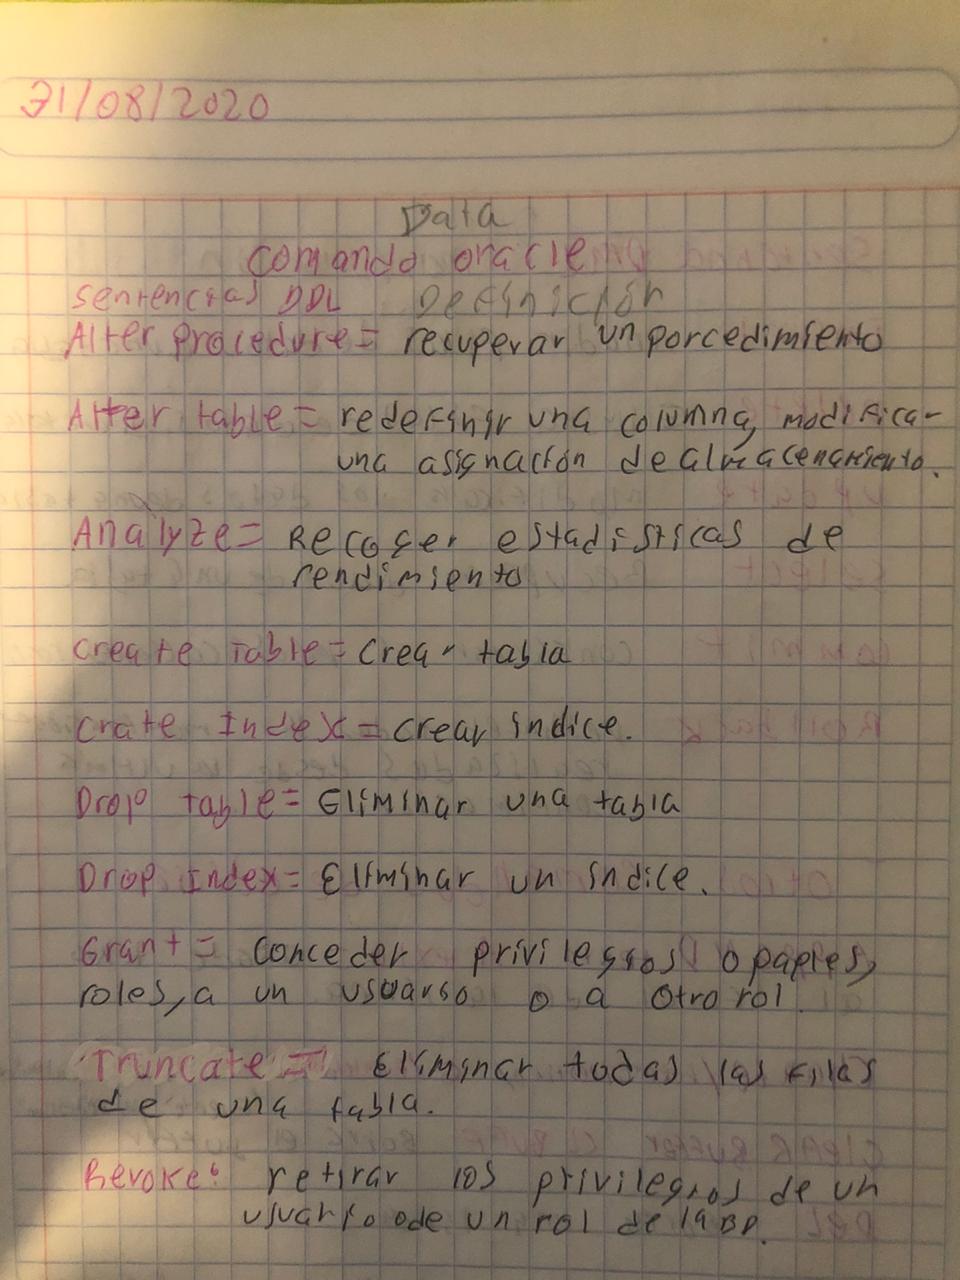 31/08/2020
Data
comando oracle
sentencias DDL Definición
Alter procedure = recuperar un porcedimiento
Alter table = redefinir una columna, modifica-
una asignación de almacenamiento.
Analyze = Recoger estadisticas de
rendimiento
create table = crear tabla
crate Index = crear indice.
Drop table = Eliminar una tabla
Drop Index = Eliminar un indice.
Grant = conceder privilegios o papeles,
roles, a un usuario o a otro rol
Truncate = Eliminar todas las filas
de una tabla.
Revoke: retirar los privilegios de un
usuario o de un rol de la BD.